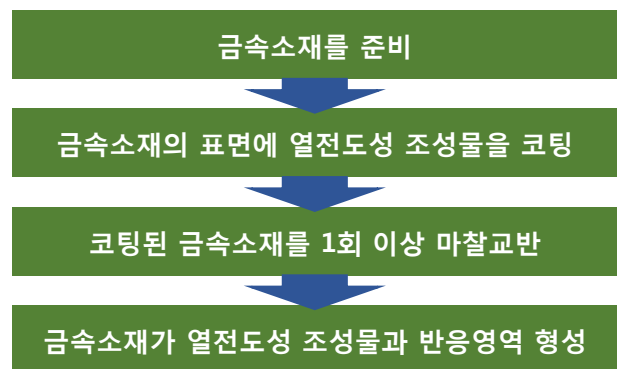 금속소재를 준비
금속소재의 표면에 열전도성 조성물을 코팅
코팅된 금속소재를 1회 이상 마찰교반
금속소재가 열전도성 조성물과 반응영역 형성